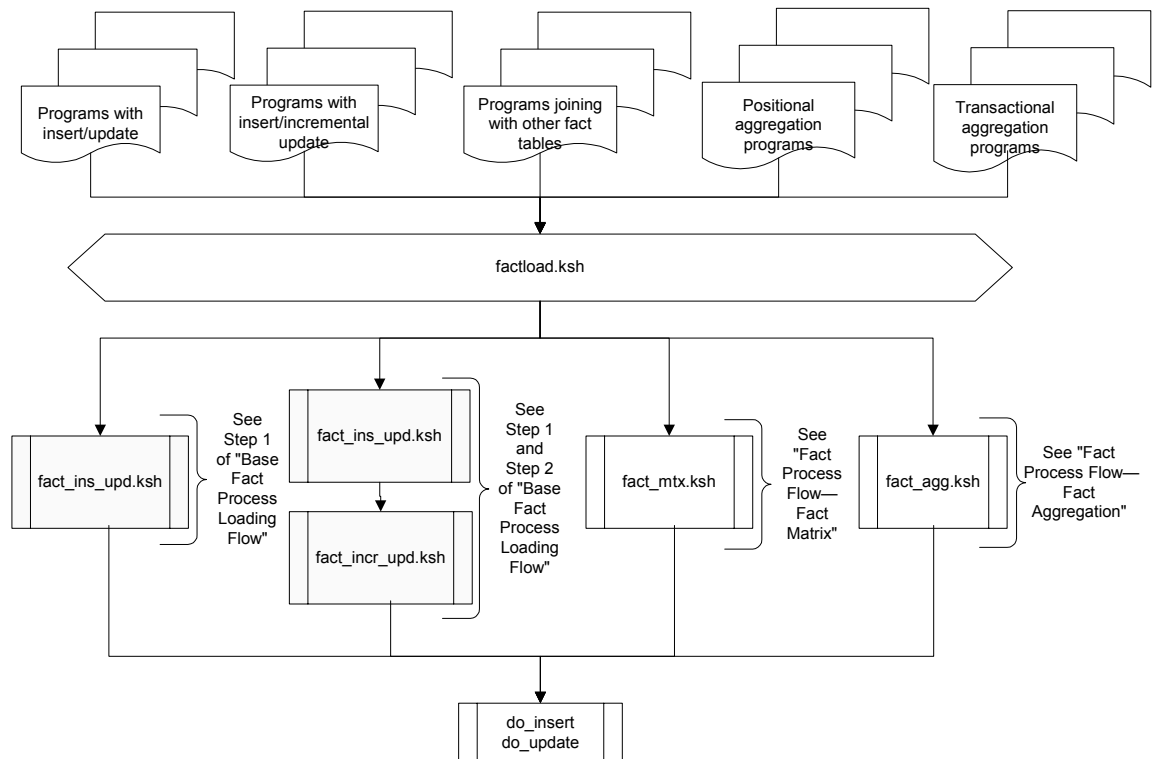 Programs with
insert/update
Programs with
insert/incremental
update
Programs joining
with other fact
tables
Positional
aggregation
programs
Transactional
aggregation
programs
factload.ksh
fact_ins_upd.ksh
See
Step 1
of "Base
Fact
Process
Loading
Flow"
fact_ins_upd.ksh
fact_incr_upd.ksh
See
Step 1
and
Step 2
of "Base
Fact
Process
Loading
Flow"
fact_mtx.ksh
See
"Fact
Process
Flow—
Fact
Matrix"
fact_agg.ksh
See "Fact
Process Flow—
Fact
Aggregation"
do_insert
do_update